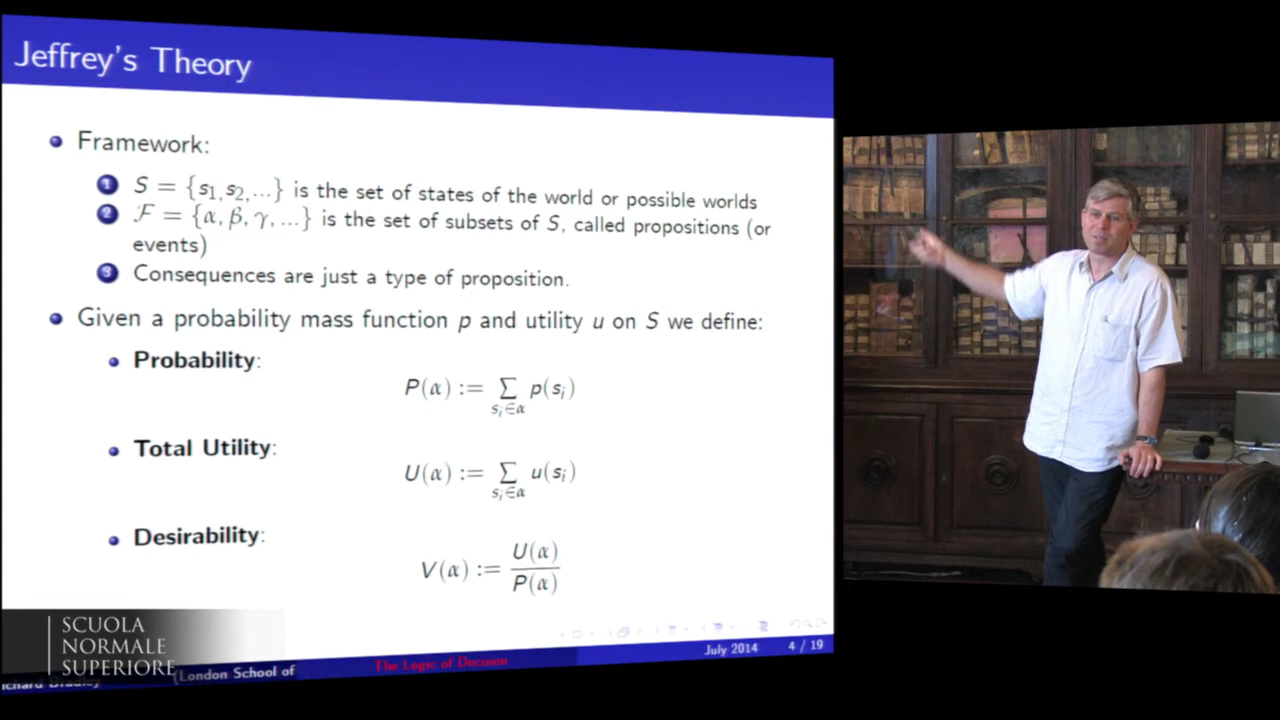 Jeffrey's Theory
Framework:
1 S = {s₁, s₂, ...} is the set of states of the world or possible worlds
2 ℱ = {α, β, γ, ...} is the set of subsets of S, called propositions (or
events)
3 Consequences are just a type of proposition.
Given a probability mass function p and utility u on S we define:
Probability:
P(α) := ∑ p(sᵢ)
sᵢ∈α
Total Utility:
U(α) := ∑ u(sᵢ)
sᵢ∈α
Desirability:
V(α) := U(α)
P(α)
SCUOLA
NORMALE
SUPERIORE
ichard Bradley (London School of The Logic of Decision July 2014 4 / 19